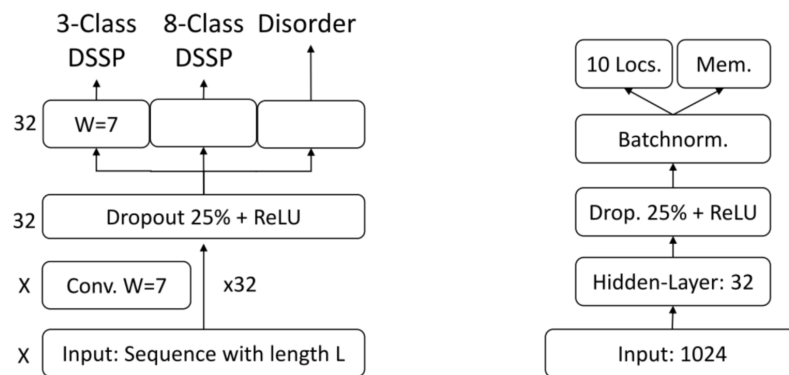 3-Class
DSSP
8-Class
DSSP
Disorder
32
W=7
32
Dropout 25% + ReLU
X
Conv. W=7
x32
X
Input: Sequence with length L
10 Locs.
Mem.
Batchnorm.
Drop. 25% + ReLU
Hidden-Layer: 32
Input: 1024